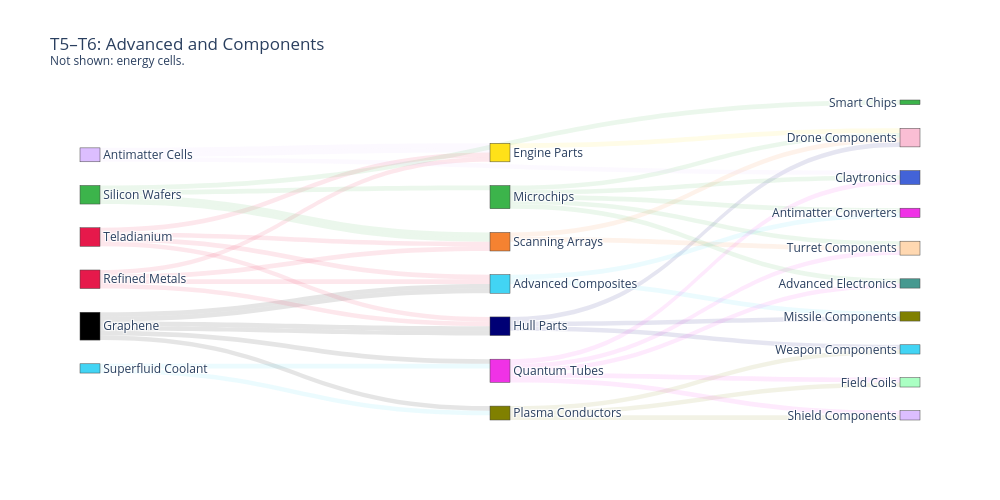 T5–T6: Advanced and Components
Not shown: energy cells.
Antimatter Cells
Silicon Wafers
Teladianium
Refined Metals
Graphene
Superfluid Coolant
Engine Parts
Microchips
Scanning Arrays
Advanced Composites
Hull Parts
Quantum Tubes
Plasma Conductors
Smart Chips
Drone Components
Claytronics
Antimatter Converters
Turret Components
Advanced Electronics
Missile Components
Weapon Components
Field Coils
Shield Components